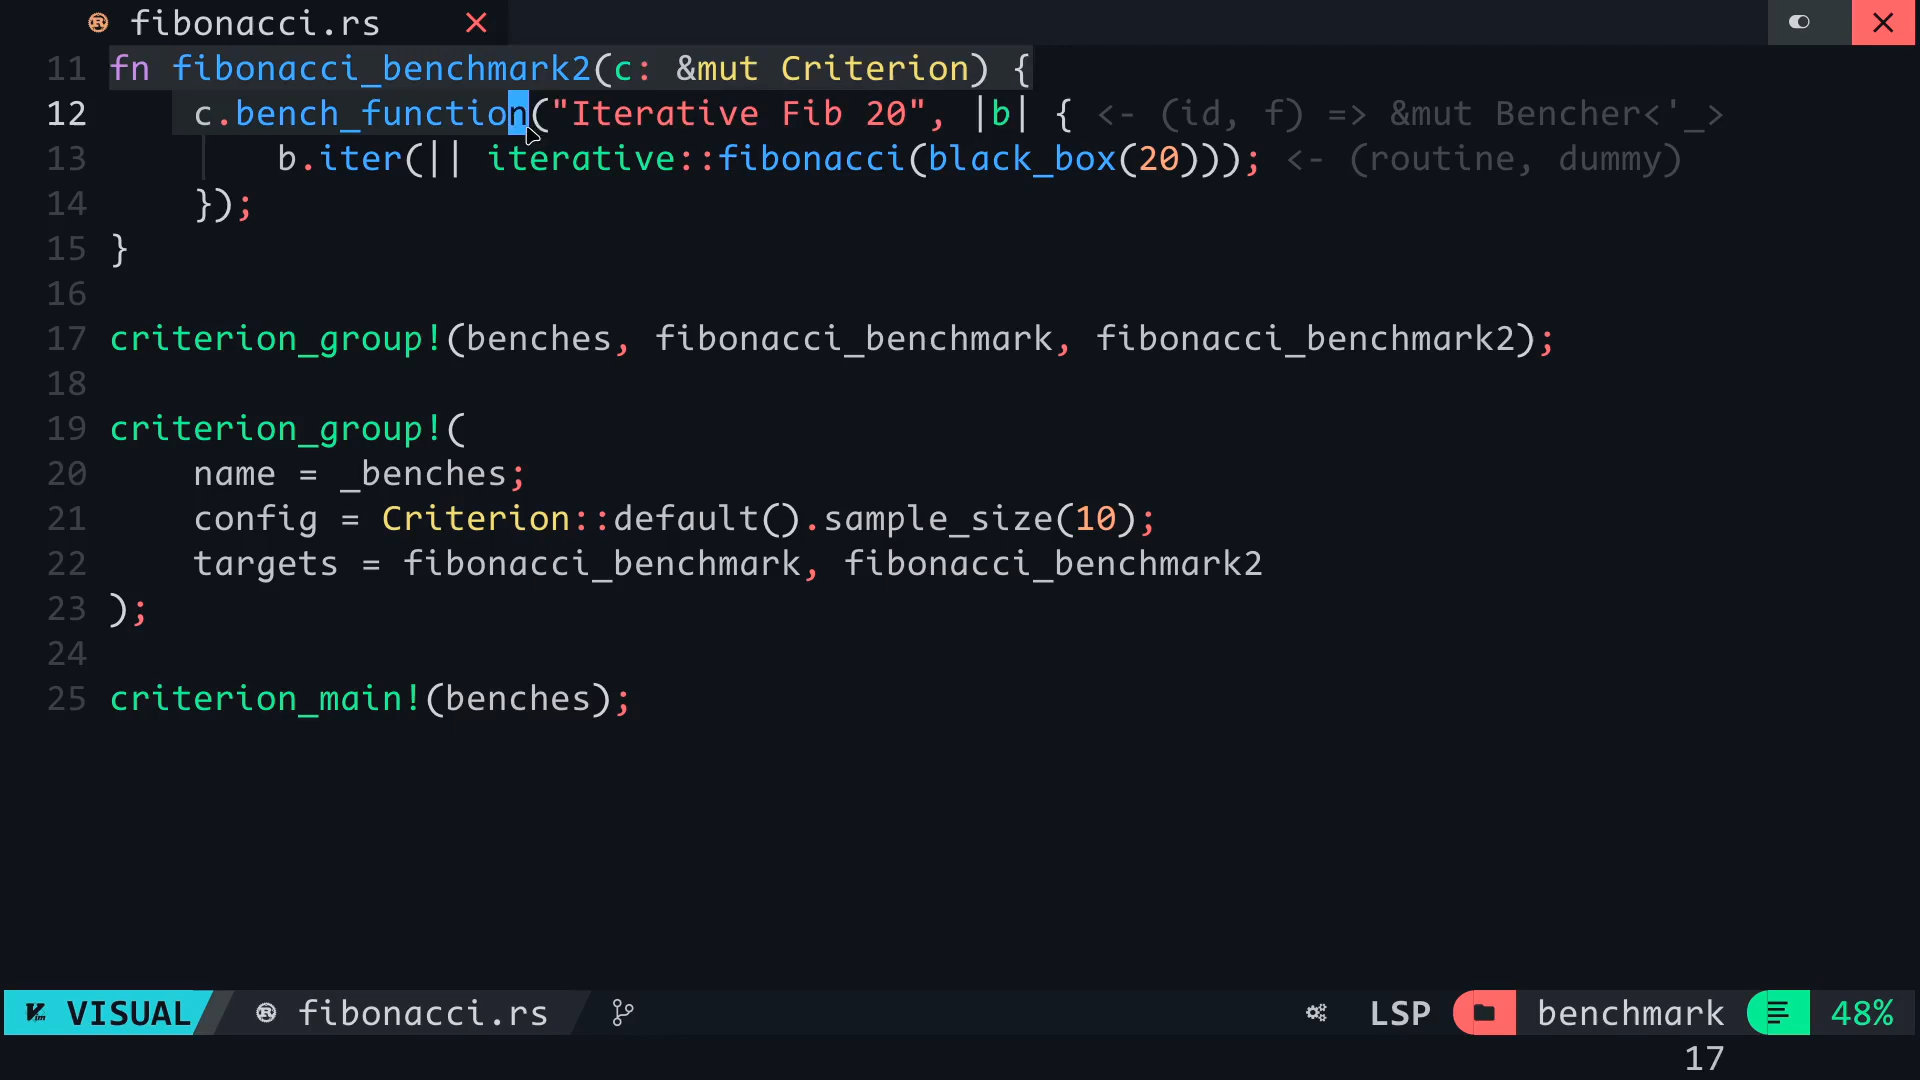 fibonacci.rs
11 fn fibonacci_benchmark2(c: &mut Criterion) {
12     c.bench_function("Iterative Fib 20", |b| { <- (id, f) => &mut Bencher<'_>
13         b.iter(|| iterative::fibonacci(black_box(20))); <- (routine, dummy)
14     });
15 }
16
17 criterion_group!(benches, fibonacci_benchmark, fibonacci_benchmark2);
18
19 criterion_group!(
20     name = _benches;
21     config = Criterion::default().sample_size(10);
22     targets = fibonacci_benchmark, fibonacci_benchmark2
23 );
24
25 criterion_main!(benches);
VISUAL fibonacci.rs LSP benchmark 48%
17